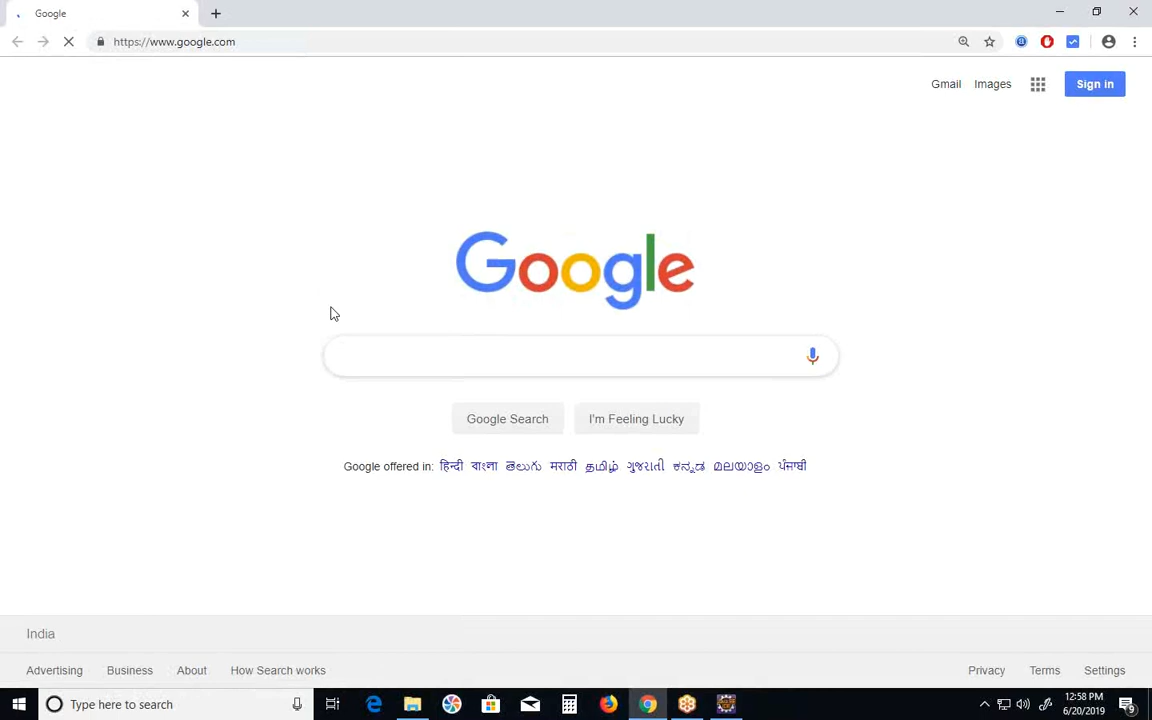 Google
https://www.google.com
Gmail Images Sign in
Google
Google Search I'm Feeling Lucky
Google offered in: हिन्दी বাংলা తెలుగు मराठी தமிழ் ગુજરાતી ಕನ್ನಡ മലയാളം ਪੰਜਾਬੀ
India
Advertising Business About How Search works Privacy Terms Settings
Type here to search
12:58 PM
6/20/2019
9